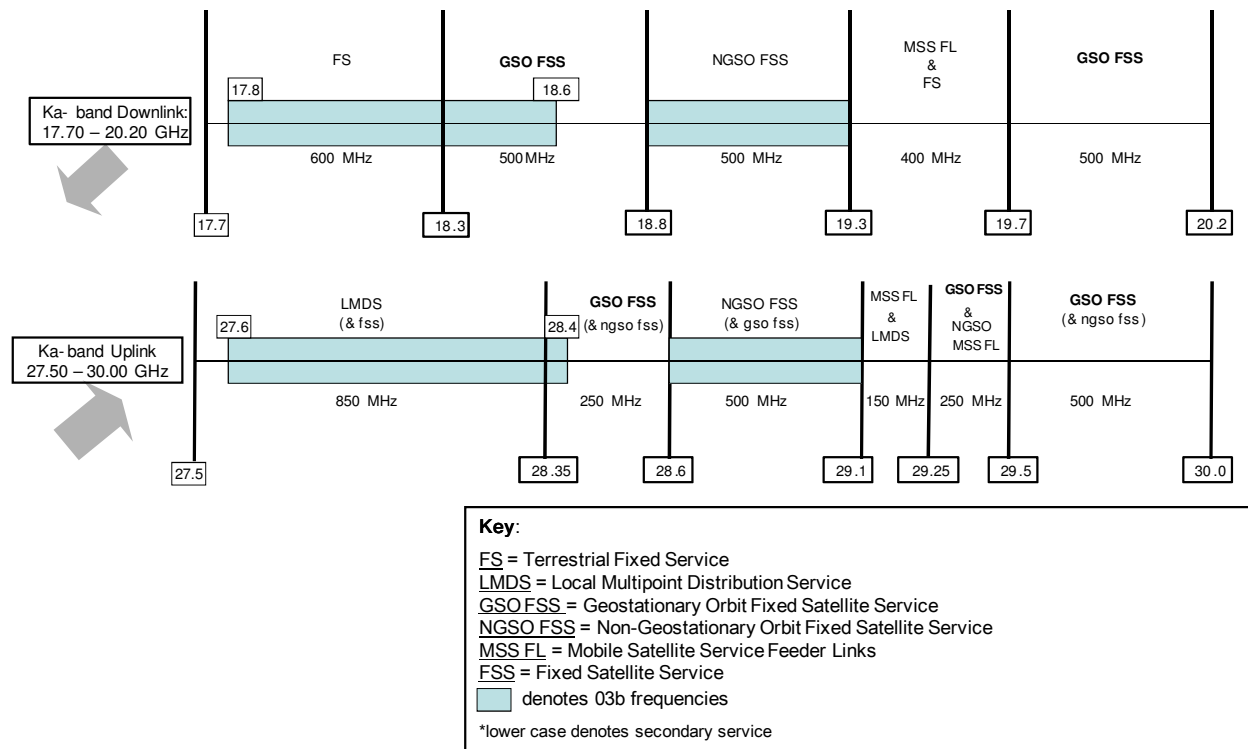 FS
GSO FSS
NGSO FSS
MSS FL
&
FS
GSO FSS
17.8
18.6
Ka- band Downlink:
17.70 – 20.20 GHz
600 MHz
500 MHz
500 MHz
400 MHz
500 MHz
17.7
18.3
18.8
19.3
19.7
20.2
LMDS
(& fss)
GSO FSS
(& ngso fss)
NGSO FSS
(& gso fss)
MSS FL
&
LMDS
GSO FSS
&
NGSO
MSS FL
GSO FSS
(& ngso fss)
27.6
28.4
Ka- band Uplink
27.50 – 30.00 GHz
850 MHz
250 MHz
500 MHz
150 MHz
250 MHz
500 MHz
27.5
28.35
28.6
29.1
29.25
29.5
30.0
Key:
FS = Terrestrial Fixed Service
LMDS = Local Multipoint Distribution Service
GSO FSS = Geostationary Orbit Fixed Satellite Service
NGSO FSS = Non-Geostationary Orbit Fixed Satellite Service
MSS FL = Mobile Satellite Service Feeder Links
FSS = Fixed Satellite Service
denotes 03b frequencies
*lower case denotes secondary service